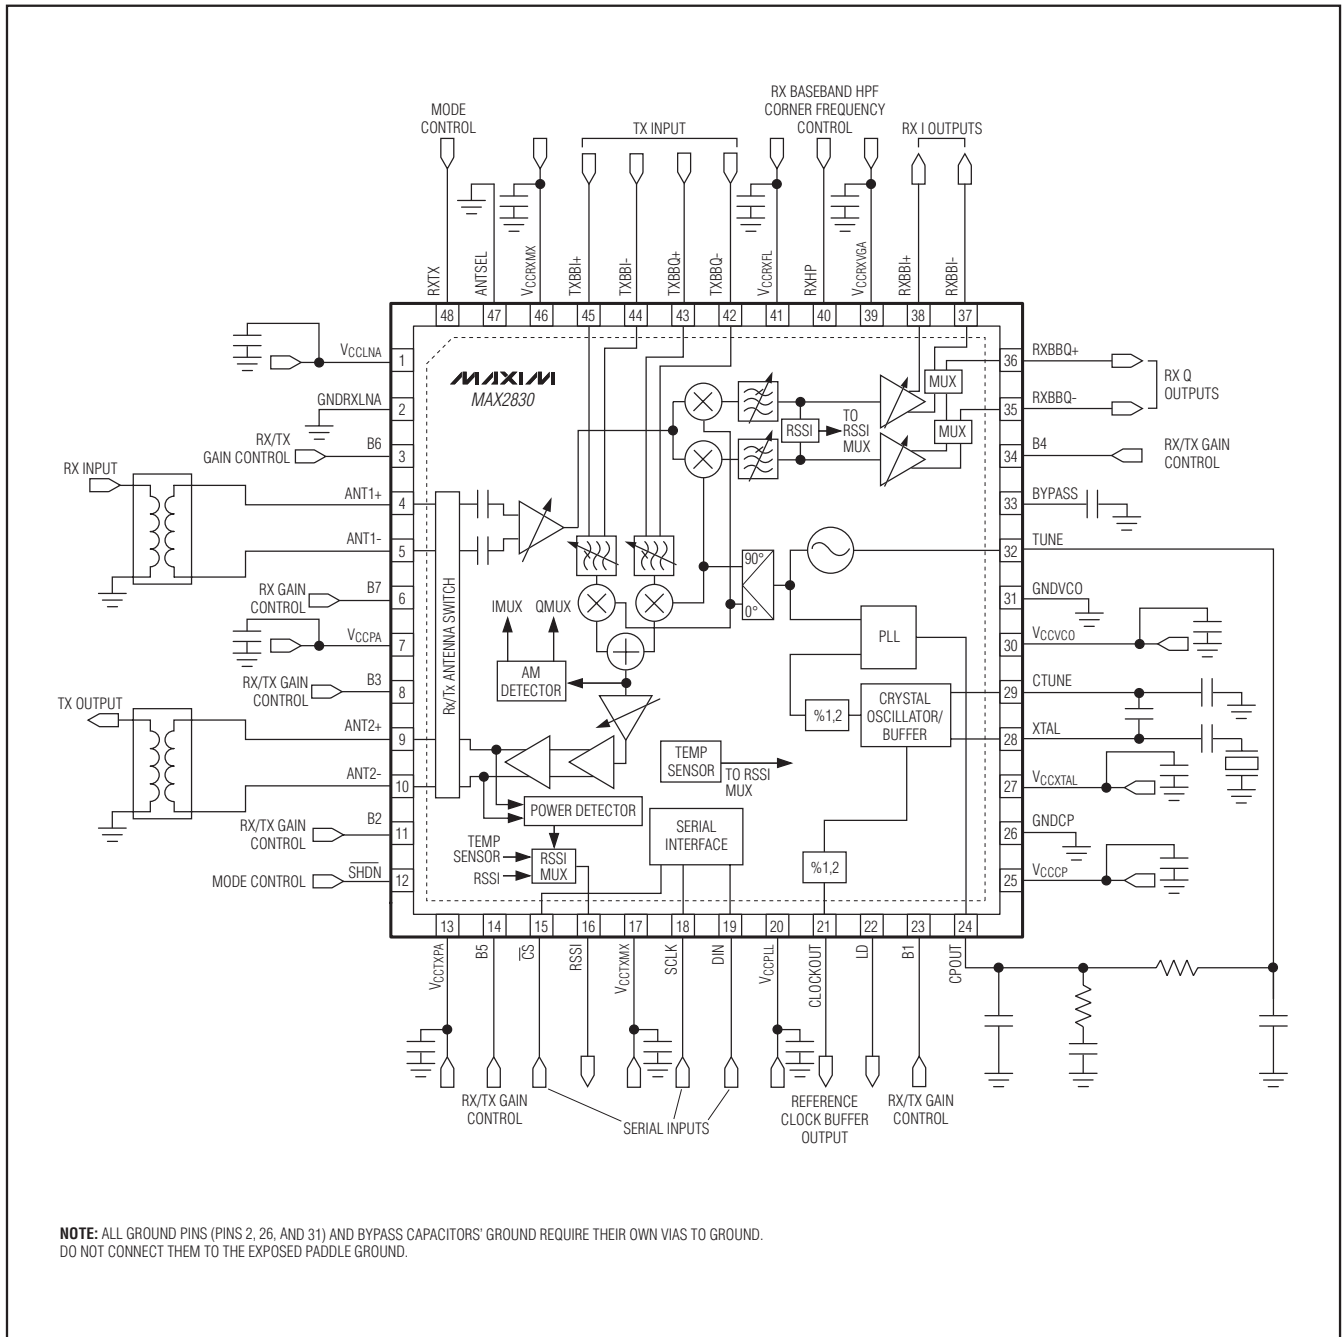 MODE
CONTROL
TX INPUT
RX BASEBAND HPF
CORNER FREQUENCY
CONTROL
RX I OUTPUTS
RXTX
ANTSEL
VCCRXMX
TXBBI+
TXBBI-
TXBBQ+
TXBBQ-
VCCRXFL
RXHP
VCCRXVGA
RXBBI+
RXBBI-
48
47
46
45
44
43
42
41
40
39
38
37
VCCLNA
1
GNDRXLNA
2
RX/TX
GAIN CONTROL
B6
3
RX INPUT
ANT1+
4
ANT1-
5
RX GAIN
CONTROL
B7
6
VCCPA
7
RX/TX GAIN
CONTROL
B3
8
TX OUTPUT
ANT2+
9
ANT2-
10
RX/TX GAIN
CONTROL
B2
11
MODE CONTROL
SHDN
12
MAXIM
MAX2830
Rx/Tx ANTENNA SWITCH
MUX
MUX
RSSI
TO
RSSI
MUX
90°
0°
IMUX
QMUX
AM
DETECTOR
PLL
%1,2
CRYSTAL
OSCILLATOR/
BUFFER
TEMP
SENSOR
TO RSSI
MUX
POWER DETECTOR
SERIAL
INTERFACE
TEMP
SENSOR
RSSI
RSSI
MUX
%1,2
36
RXBBQ+
35
RXBBQ-
RX Q
OUTPUTS
34
B4
RX/TX GAIN
CONTROL
33
BYPASS
32
TUNE
31
GNDVCO
30
VCCVCO
29
CTUNE
28
XTAL
27
VCCXTAL
26
GNDCP
25
VCCCP
13
14
15
16
17
18
19
20
21
22
23
24
VCCTXPA
B5
CS
RSSI
VCCTXMX
SCLK
DIN
VCCPLL
CLOCKOUT
LD
B1
CPOUT
RX/TX GAIN
CONTROL
SERIAL INPUTS
REFERENCE
CLOCK BUFFER
OUTPUT
RX/TX GAIN
CONTROL
NOTE: ALL GROUND PINS (PINS 2, 26, AND 31) AND BYPASS CAPACITORS' GROUND REQUIRE THEIR OWN VIAS TO GROUND.
DO NOT CONNECT THEM TO THE EXPOSED PADDLE GROUND.